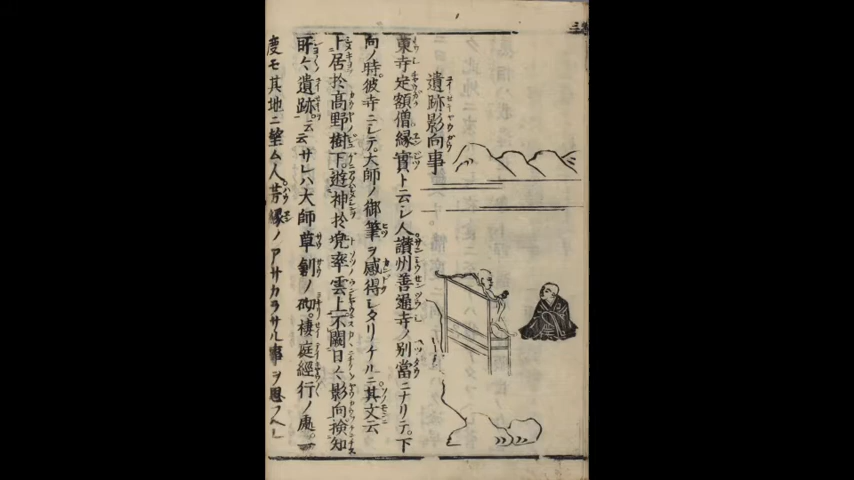 遺跡影向事
東寺定額僧縁實ト云シ人讃州善通寺ノ別當ニナリテ。下
向ノ時。彼寺ニシテ。大師ノ御筆ヲ感得シタリケルニ其文云
卜居於高野樹下。遊神於兜率雲上。不闕日々影向。検知
所々遺跡。云云サレハ大師草創ノ砌。棲庭經行ノ處。一
度モ其地ニ望ム人。芳縁ノアサカラサル事ヲ思フヘシ